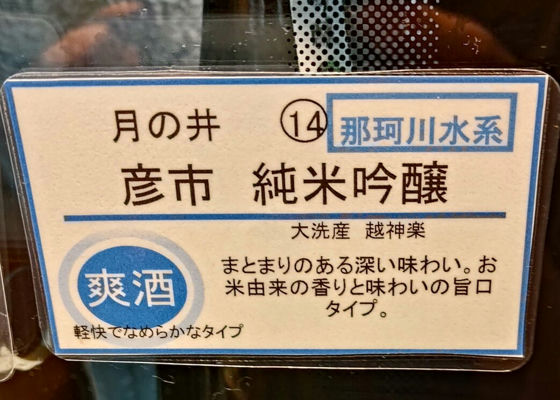 月の井 ⑭ 那珂川水系
彦市 純米吟醸
大洗産 越神楽
爽酒
軽快でなめらかなタイプ
まとまりのある深い味わい。お
米由来の香りと味わいの旨口
タイプ。